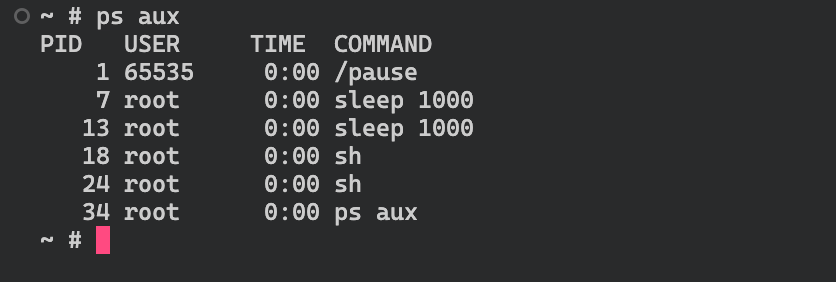 ~ # ps aux
PID   USER     TIME  COMMAND
    1 65535     0:00 /pause
    7 root      0:00 sleep 1000
   13 root      0:00 sleep 1000
   18 root      0:00 sh
   24 root      0:00 sh
   34 root      0:00 ps aux
~ #